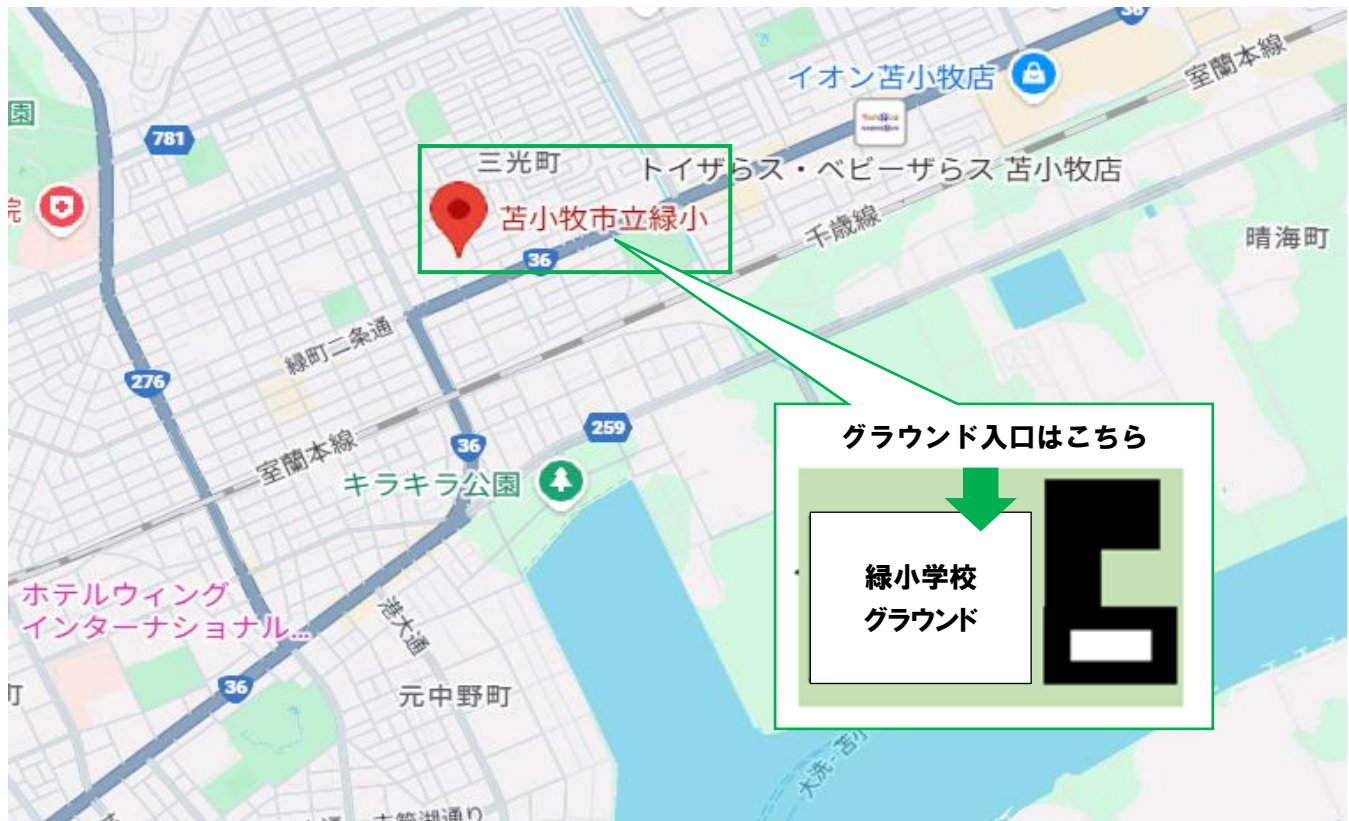 36
室蘭本線
イオン苫小牧店
園
781
三光町
トイザらス・ベビーザらス 苫小牧店
院
苫小牧市立緑小
千歳線
晴海町
36
緑町二条通
276
259
グラウンド入口はこちら
36
室蘭本線
キラキラ公園
緑小学校
グラウンド
ホテルウィング
インターナショナル...
港大通
36
元中野町
町